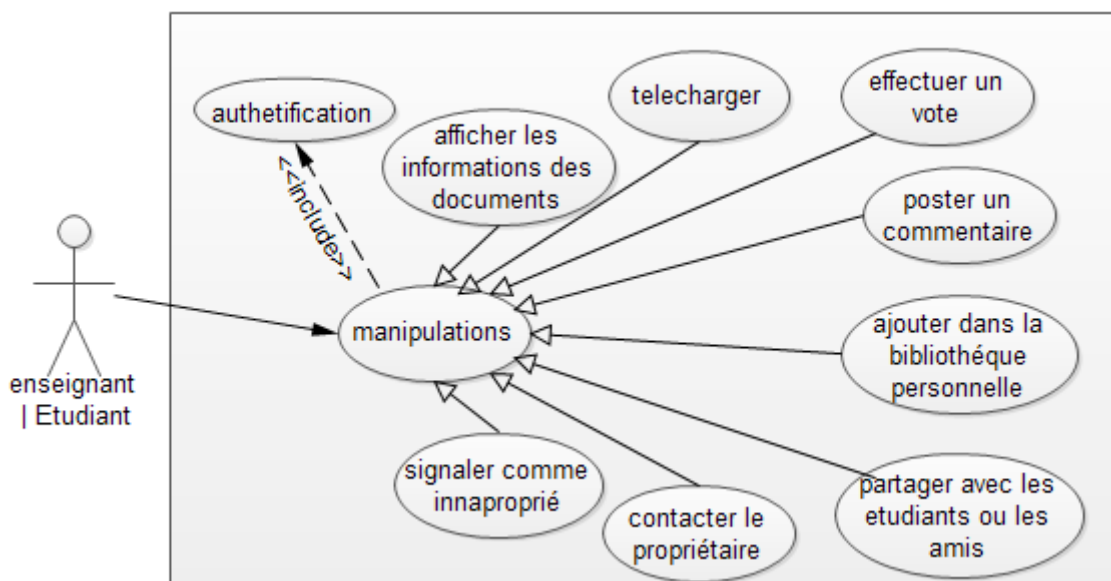 authetification
<<include>>
afficher les
informations des
documents
telecharger
effectuer un
vote
poster un
commentaire
manipulations
ajouter dans la
bibliothéque
personnelle
enseignant
| Etudiant
signaler comme
innaproprié
contacter le
propriétaire
partager avec les
etudiants ou les
amis